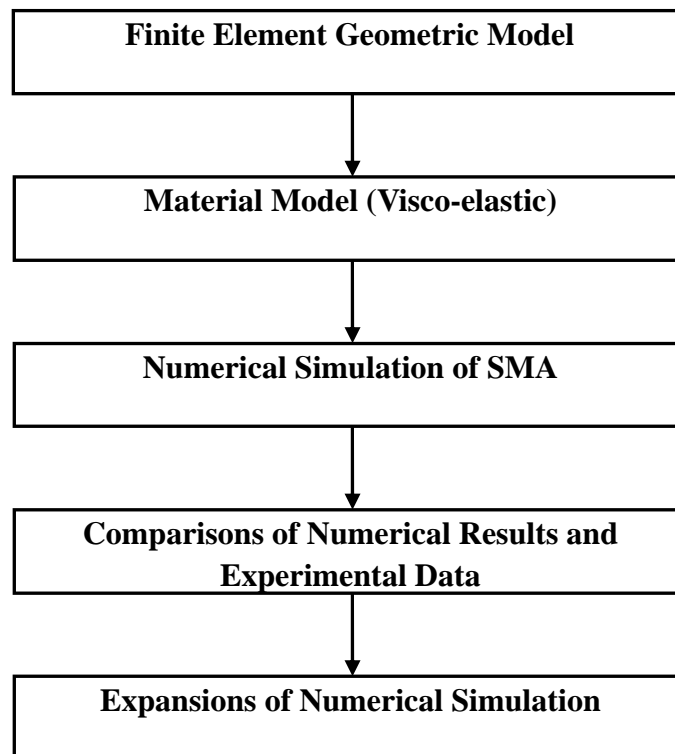 Finite Element Geometric Model
Material Model (Visco-elastic)
Numerical Simulation of SMA
Comparisons of Numerical Results and
Experimental Data
Expansions of Numerical Simulation